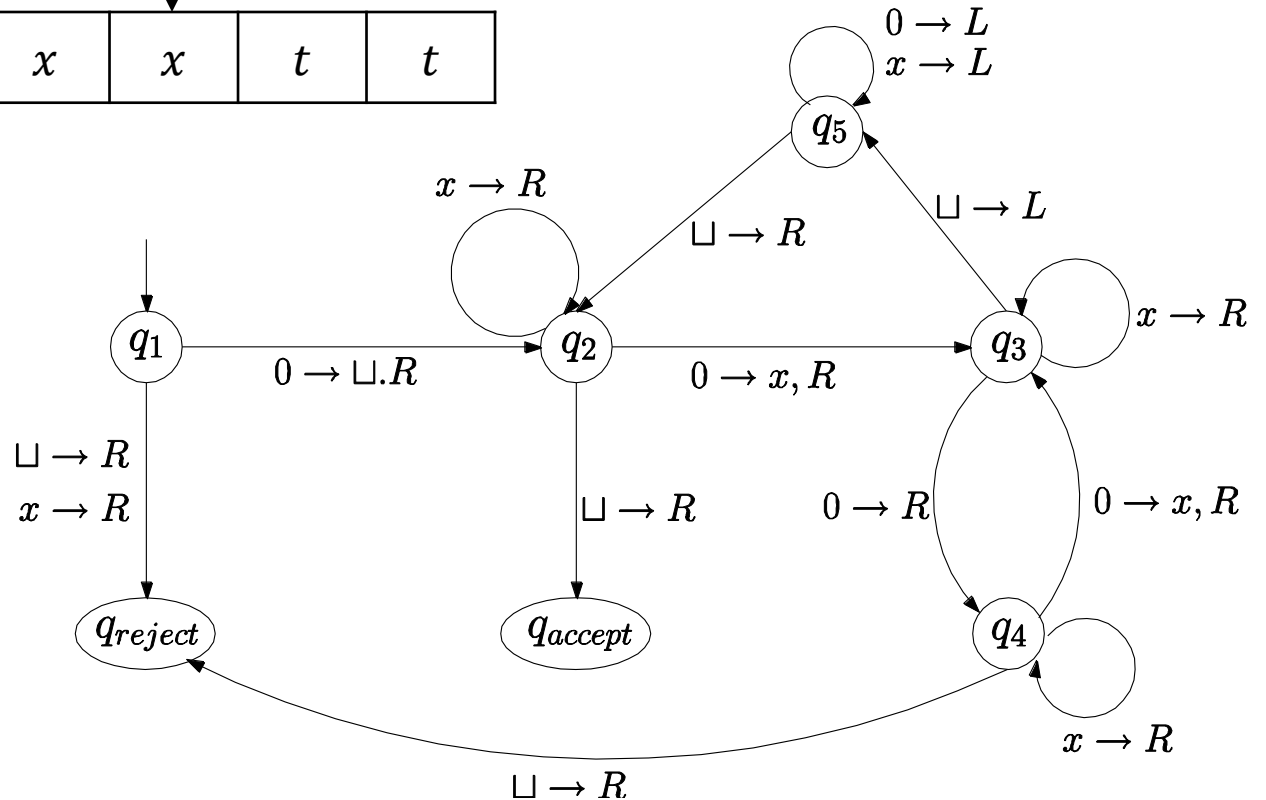 x x t t
0 → L
x → L
q5
x → R
⊔ → L
⊔ → R
x → R
q1
q2
q3
0 → ⊔.R
0 → x, R
⊔ → R
x → R
⊔ → R
0 → R
0 → x, R
qreject
qaccept
q4
x → R
⊔ → R